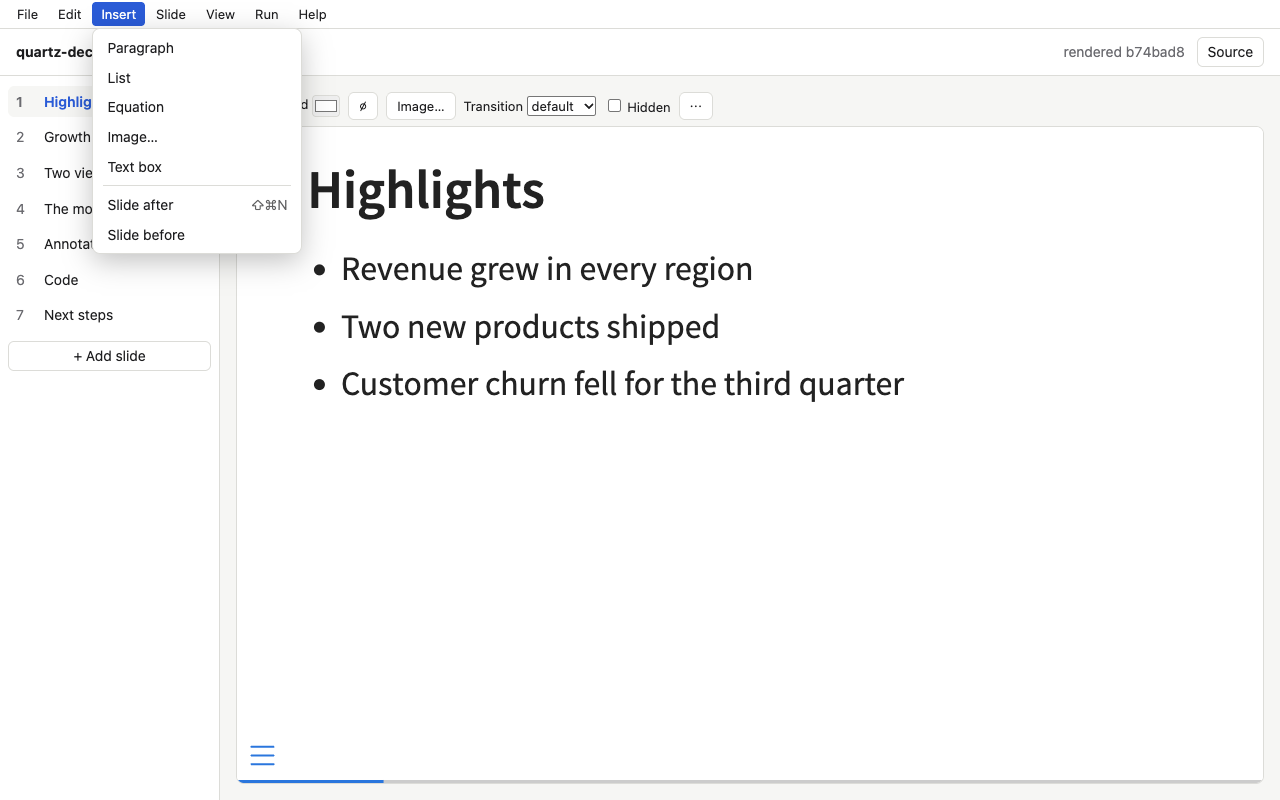 File Edit Insert Slide View Run Help
quartz-dec
rendered b74bad8 Source
Paragraph
List
Equation
Image...
Text box
Slide after ⇧⌘N
Slide before
1 Highlig
2 Growth
3 Two vie
4 The mo
5 Annotat
6 Code
7 Next steps
+ Add slide
d ø Image... Transition default Hidden ...
Highlights
• Revenue grew in every region
• Two new products shipped
• Customer churn fell for the third quarter